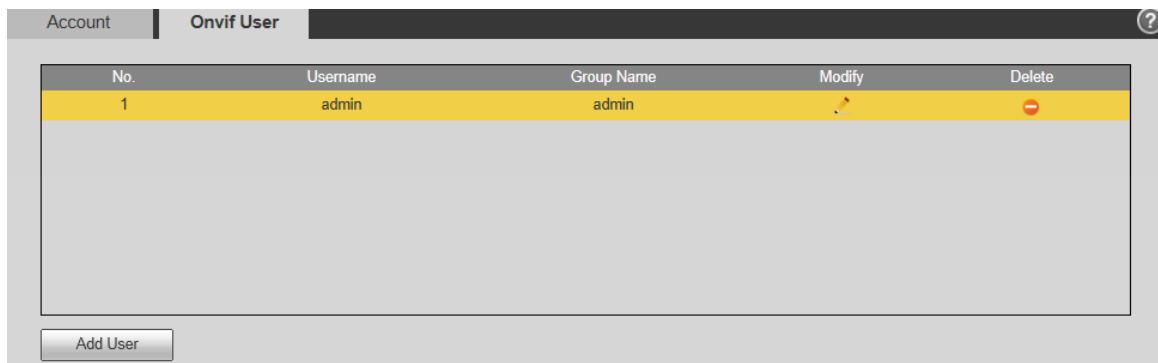 Account Onvif User ?
No. Username Group Name Modify Delete
1 admin admin
Add User